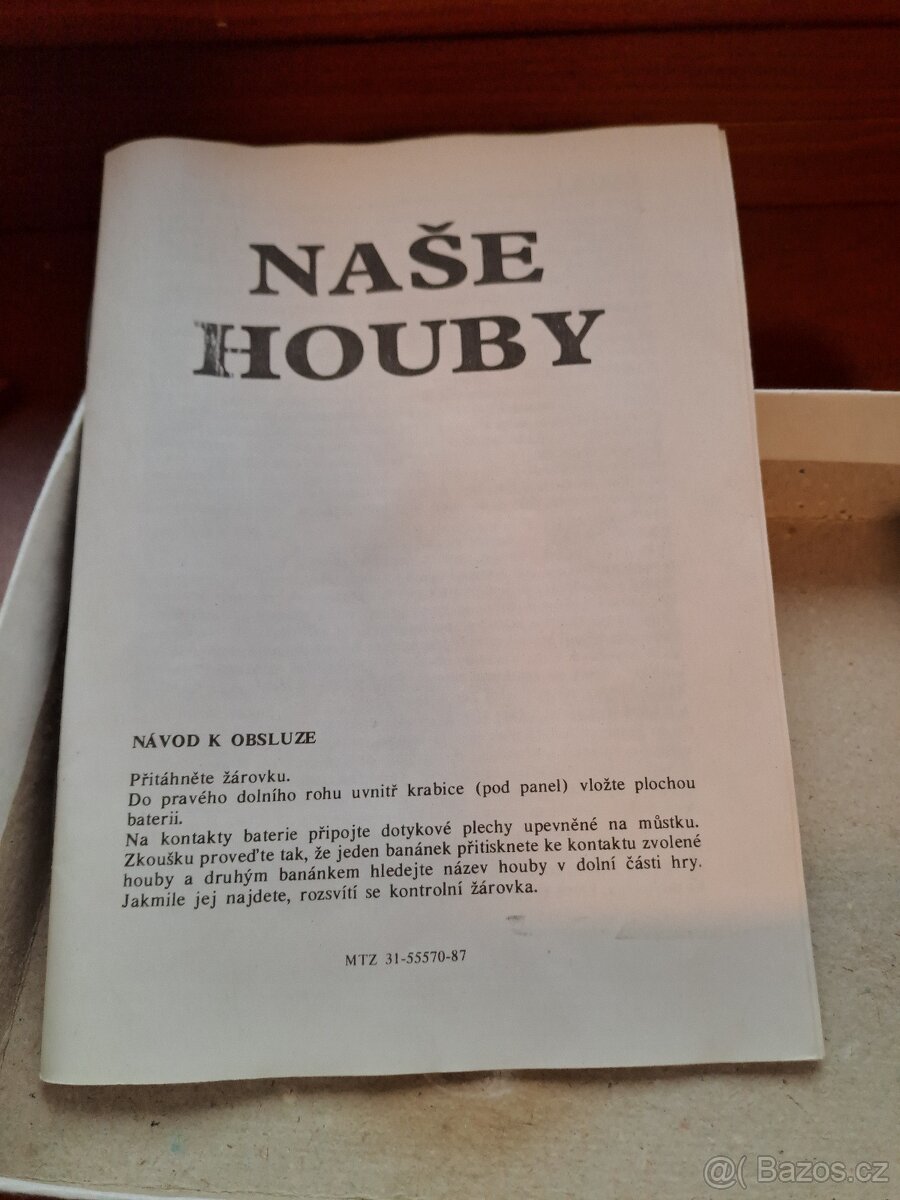 NAŠE
HOUBY
NÁVOD K OBSLUZE
Přitáhněte žárovku.
Do pravého dolního rohu uvnitř krabice (pod panel) vložte plochou
baterii.
Na kontakty baterie připojte dotykové plechy upevněné na můstku.
Zkoušku proveďte tak, že jeden banánek přitisknete ke kontaktu zvolené
houby a druhým banánkem hledejte název houby v dolní části hry.
Jakmile jej najdete, rozsvítí se kontrolní žárovka.
MTZ 31-55570-87
@( Bazos.cz